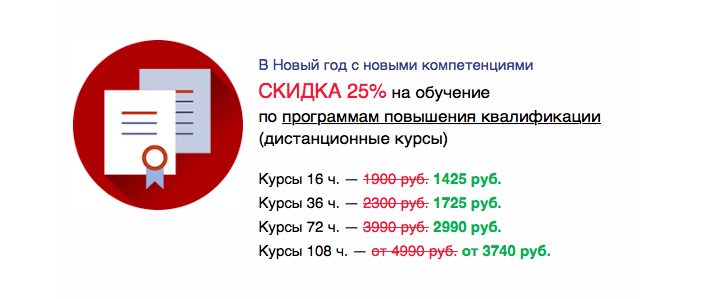 В Новый год с новыми компетенциями
СКИДКА 25% на обучение
по программам повышения квалификации
(дистанционные курсы)
Курсы 16 ч. — 1900 руб. 1425 руб.
Курсы 36 ч. — 2300 руб. 1725 руб.
Курсы 72 ч. — 3990 руб. 2990 руб.
Курсы 108 ч. — от 4990 руб. от 3740 руб.